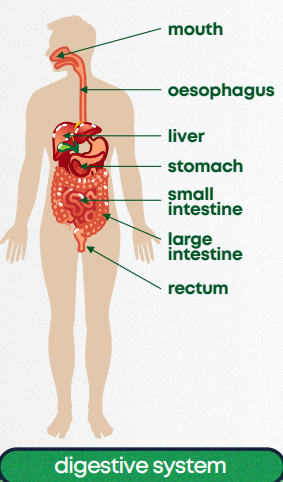 mouth
oesophagus
liver
stomach
small
intestine
large
intestine
rectum
digestive system